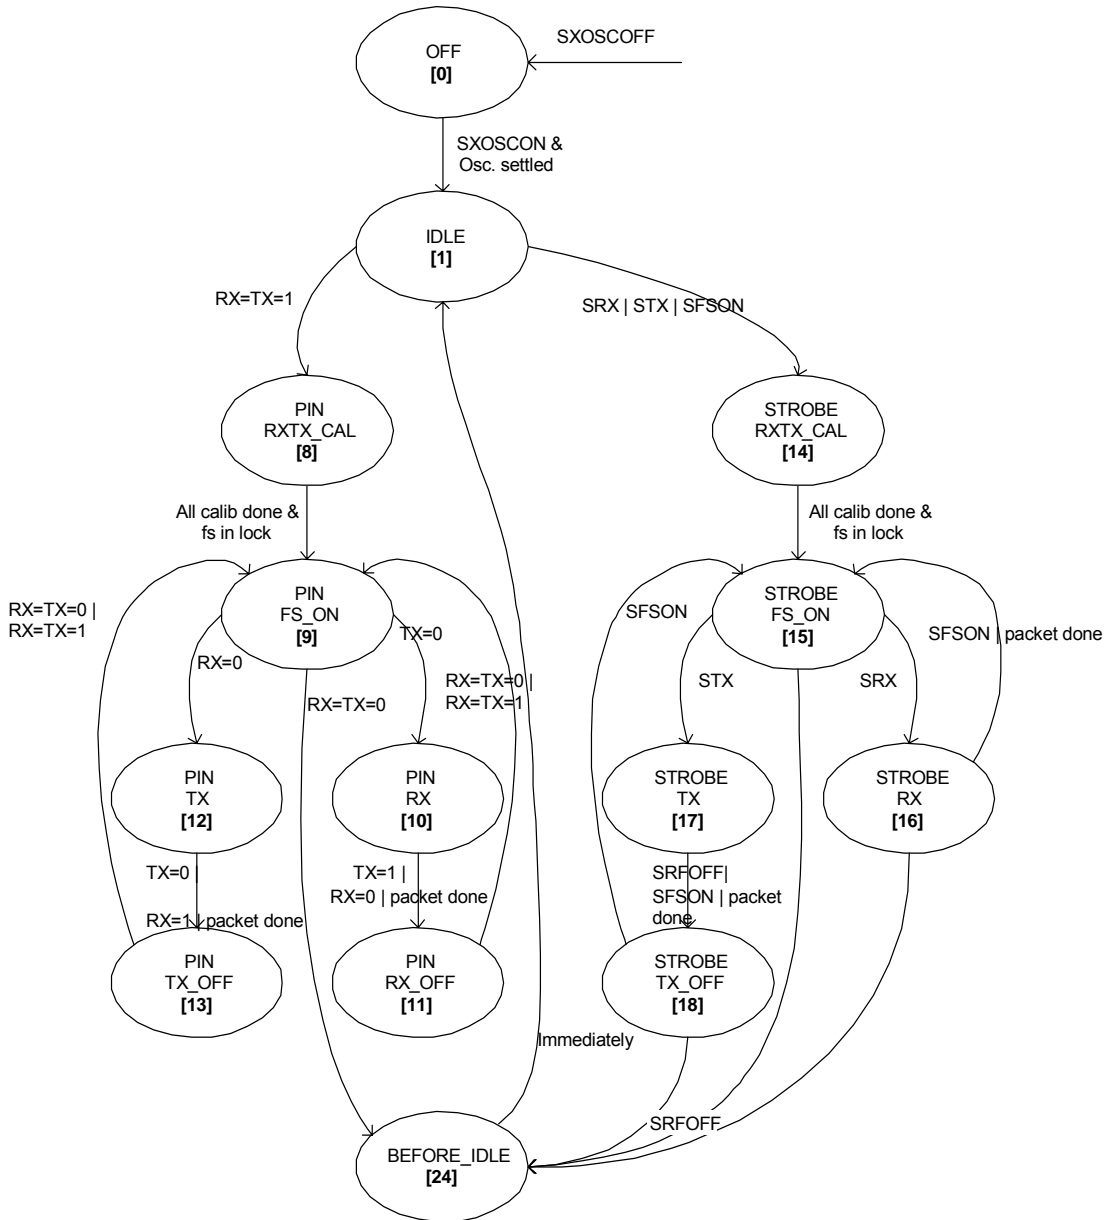 SXOSCOFF
OFF
[0]
SXOSCON &
Osc. settled
IDLE
[1]
RX=TX=1
SRX | STX | SFSON
PIN
RXTX_CAL
[8]
STROBE
RXTX_CAL
[14]
All calib done &
fs in lock
All calib done &
fs in lock
RX=TX=0 |
RX=TX=1
PIN
FS_ON
[9]
TX=0
RX=0
RX=TX=0 |
RX=TX=1
RX=TX=0
SFSON
STROBE
FS_ON
[15]
SFSON | packet done
STX
SRX
PIN
TX
[12]
PIN
RX
[10]
STROBE
TX
[17]
STROBE
RX
[16]
TX=0 |
RX=1 | packet done
TX=1 |
RX=0 | packet done
SRFOFF|
SFSON | packet
done
PIN
TX_OFF
[13]
PIN
RX_OFF
[11]
STROBE
TX_OFF
[18]
Immediately
SRFOFF
BEFORE_IDLE
[24]